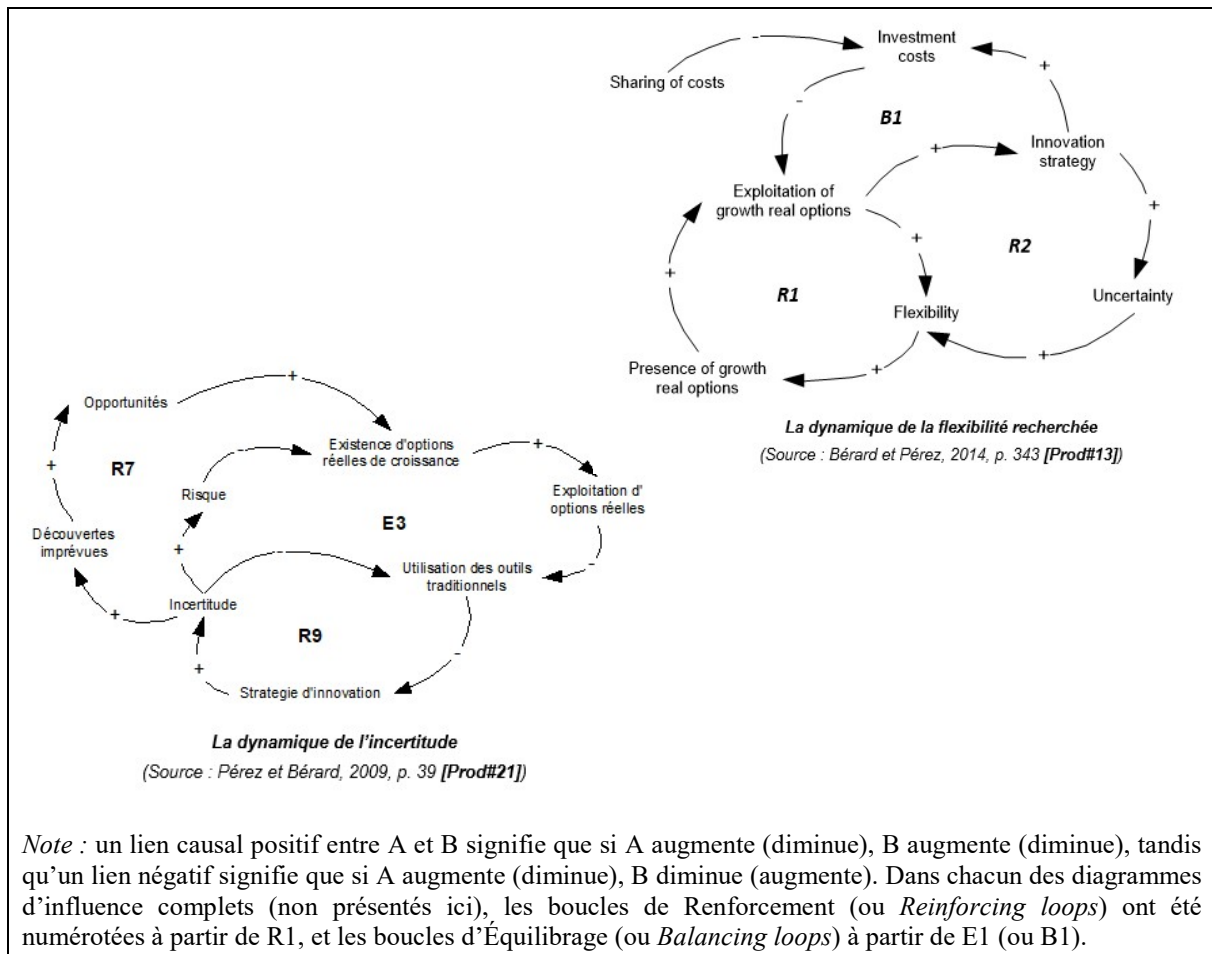 Investment
costs
Sharing of costs
-
+
-
B1
+
Innovation
strategy
Exploitation of
growth real options
+
+
R2
+
R1
Flexibility
Uncertainty
+
+
Presence of growth
real options
La dynamique de la flexibilité recherchée
(Source : Bérard et Pérez, 2014, p. 343 [Prod#13])
+
Opportunités
Existence d'options
réelles de croissance
+
+
R7
-
Risque
Exploitation d'
options réelles
E3
Découvertes
imprévues
+
-
-
Utilisation des outils
traditionnels
+
Incertitude
R9
+
-
Strategie d'innovation
La dynamique de l'incertitude
(Source : Pérez et Bérard, 2009, p. 39 [Prod#21])
Note : un lien causal positif entre A et B signifie que si A augmente (diminue), B augmente (diminue), tandis
qu'un lien négatif signifie que si A augmente (diminue), B diminue (augmente). Dans chacun des diagrammes
d'influence complets (non présentés ici), les boucles de Renforcement (ou Reinforcing loops) ont été
numérotées à partir de R1, et les boucles d'Équilibrage (ou Balancing loops) à partir de E1 (ou B1).